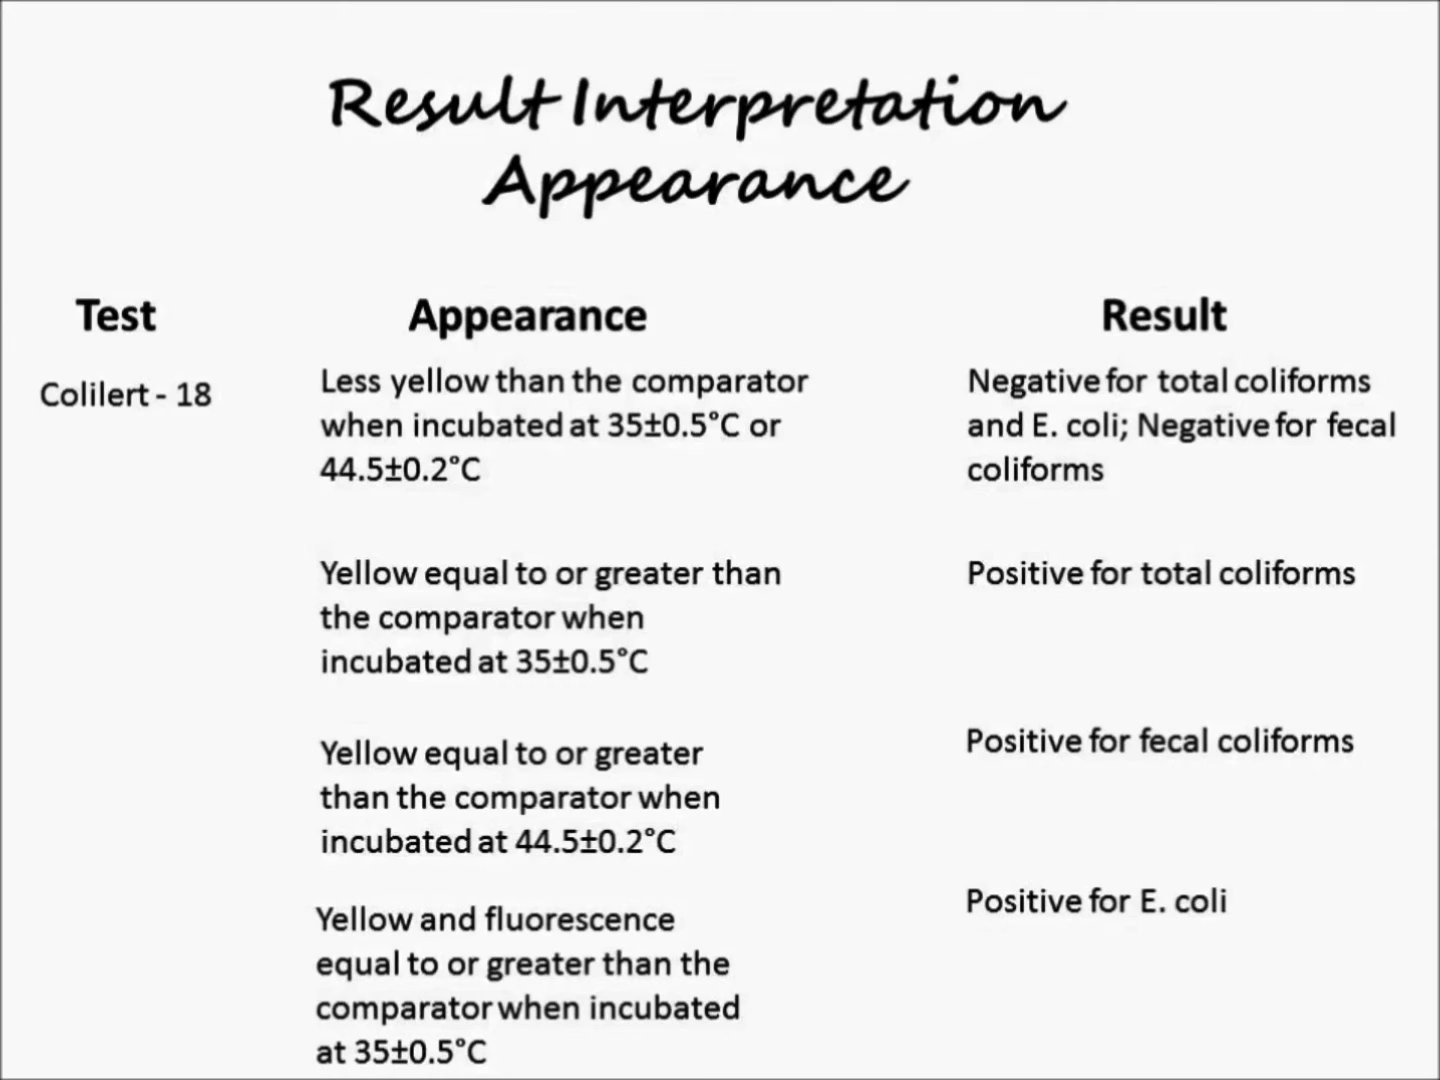 Result Interpretation
Appearance
Test
Appearance
Result
Colilert - 18
Less yellow than the comparator
when incubated at 35±0.5°C or
44.5±0.2°C
Negative for total coliforms
and E. coli; Negative for fecal
coliforms
Yellow equal to or greater than
the comparator when
incubated at 35±0.5°C
Positive for total coliforms
Yellow equal to or greater
than the comparator when
incubated at 44.5±0.2°C
Positive for fecal coliforms
Yellow and fluorescence
equal to or greater than the
comparator when incubated
at 35±0.5°C
Positive for E. coli